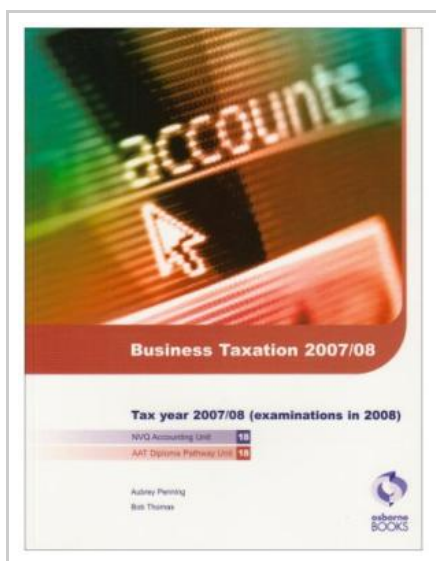 accounts
Business Taxation 2007/08
Tax year 2007/08 (examinations in 2008)
NVQ Accounting Unit 18
AAT Diploma Pathway Unit 18
Aubrey Penning
Bob Thomas
osborne
BOOKS